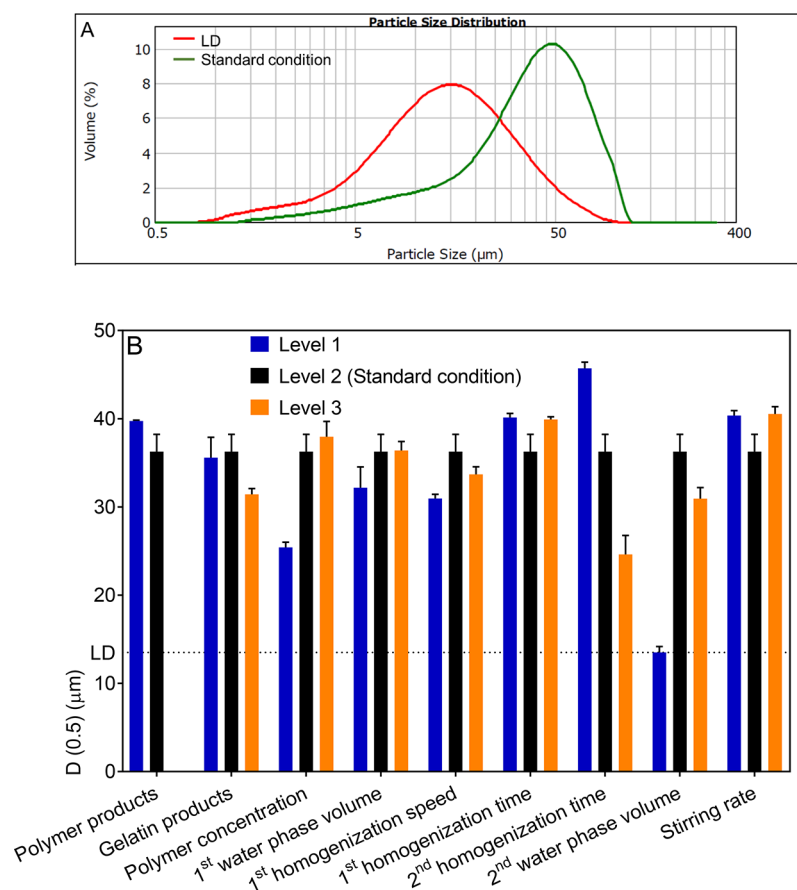 A
Particle Size Distribution
LD
Standard condition
Volume (%)
10
8
6
4
2
0
0.5
5
50
400
Particle Size (µm)
B
Level 1
Level 2 (Standard condition)
Level 3
D (0.5) (µm)
50
40
30
20
LD
10
0
Polymer products
Gelatin products
Polymer concentration
1st water phase volume
1st homogenization speed
1st homogenization time
2nd homogenization time
2nd water phase volume
Stirring rate